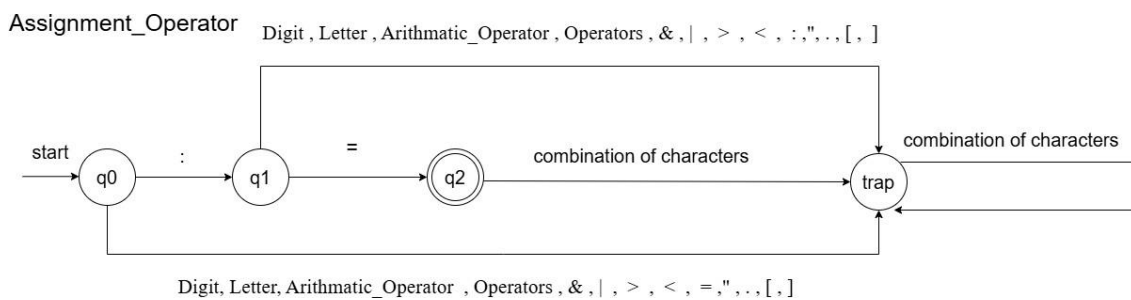 Assignment_Operator
Digit , Letter , Arithmatic_Operator , Operators , & , | , > , < , : ,", . , [ , ]
start
:
=
combination of characters
combination of characters
q0
q1
q2
trap
Digit, Letter, Arithmatic_Operator , Operators , & , | , > , < , = ," , . , [ , ]